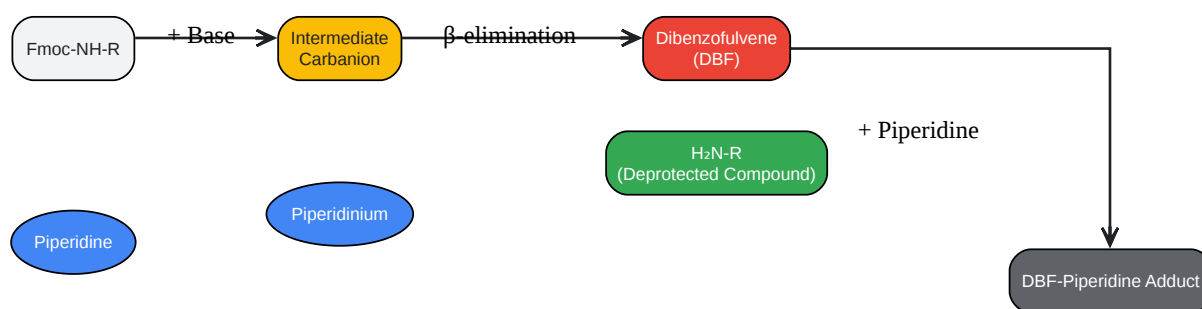 Fmoc-NH-R
+ Base
Intermediate
Carbanion
β-elimination
Dibenzofulvene
(DBF)
+ Piperidine
H₂N-R
(Deprotected Compound)
Piperidinium
Piperidine
DBF-Piperidine Adduct